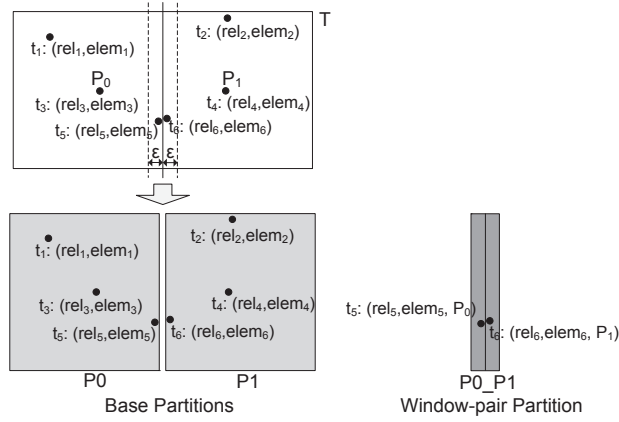 T
t₂: (rel₂,elem₂)
t₁: (rel₁,elem₁)
P₀
P₁
t₃: (rel₃,elem₃)
t₄: (rel₄,elem₄)
t₅: (rel₅,elem₅)
t₆: (rel₆,elem₆)
ε ε
t₁: (rel₁,elem₁)
t₂: (rel₂,elem₂)
t₃: (rel₃,elem₃)
t₄: (rel₄,elem₄)
t₅: (rel₅,elem₅)
t₆: (rel₆,elem₆)
P0
P1
Base Partitions
t₅: (rel₅,elem₅, P₀)
t₆: (rel₆,elem₆, P₁)
P0_P1
Window-pair Partition